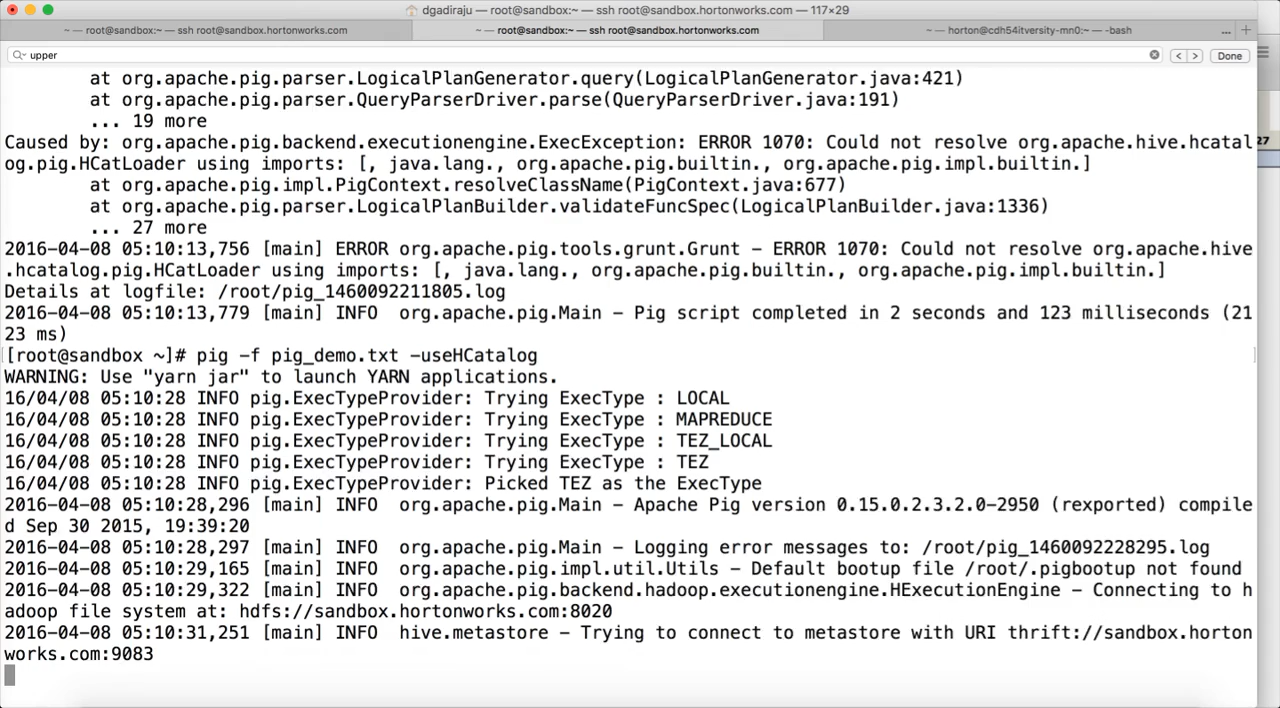 dgadiraju — root@sandbox:~ — ssh root@sandbox.hortonworks.com — 117×29
~ — root@sandbox:~ — ssh root@sandbox.hortonworks.com
~ — root@sandbox:~ — ssh root@sandbox.hortonworks.com
~ — horton@cdh54itversity-mn0:~ — -bash
...
+
upper
< >
Done
at org.apache.pig.parser.LogicalPlanGenerator.query(LogicalPlanGenerator.java:421)
at org.apache.pig.parser.QueryParserDriver.parse(QueryParserDriver.java:191)
... 19 more
Caused by: org.apache.pig.backend.executionengine.ExecException: ERROR 1070: Could not resolve org.apache.hive.hcatal
og.pig.HCatLoader using imports: [, java.lang., org.apache.pig.builtin., org.apache.pig.impl.builtin.]
at org.apache.pig.impl.PigContext.resolveClassName(PigContext.java:677)
at org.apache.pig.parser.LogicalPlanBuilder.validateFuncSpec(LogicalPlanBuilder.java:1336)
... 27 more
2016-04-08 05:10:13,756 [main] ERROR org.apache.pig.tools.grunt.Grunt - ERROR 1070: Could not resolve org.apache.hive
.hcatalog.pig.HCatLoader using imports: [, java.lang., org.apache.pig.builtin., org.apache.pig.impl.builtin.]
Details at logfile: /root/pig_1460092211805.log
2016-04-08 05:10:13,779 [main] INFO  org.apache.pig.Main - Pig script completed in 2 seconds and 123 milliseconds (21
23 ms)
[root@sandbox ~]# pig -f pig_demo.txt -useHCatalog
WARNING: Use "yarn jar" to launch YARN applications.
16/04/08 05:10:28 INFO pig.ExecTypeProvider: Trying ExecType : LOCAL
16/04/08 05:10:28 INFO pig.ExecTypeProvider: Trying ExecType : MAPREDUCE
16/04/08 05:10:28 INFO pig.ExecTypeProvider: Trying ExecType : TEZ_LOCAL
16/04/08 05:10:28 INFO pig.ExecTypeProvider: Trying ExecType : TEZ
16/04/08 05:10:28 INFO pig.ExecTypeProvider: Picked TEZ as the ExecType
2016-04-08 05:10:28,296 [main] INFO  org.apache.pig.Main - Apache Pig version 0.15.0.2.3.2.0-2950 (rexported) compile
d Sep 30 2015, 19:39:20
2016-04-08 05:10:28,297 [main] INFO  org.apache.pig.Main - Logging error messages to: /root/pig_1460092228295.log
2016-04-08 05:10:29,165 [main] INFO  org.apache.pig.impl.util.Utils - Default bootup file /root/.pigbootup not found
2016-04-08 05:10:29,322 [main] INFO  org.apache.pig.backend.hadoop.executionengine.HExecutionEngine - Connecting to h
adoop file system at: hdfs://sandbox.hortonworks.com:8020
2016-04-08 05:10:31,251 [main] INFO  hive.metastore - Trying to connect to metastore with URI thrift://sandbox.horton
works.com:9083
27